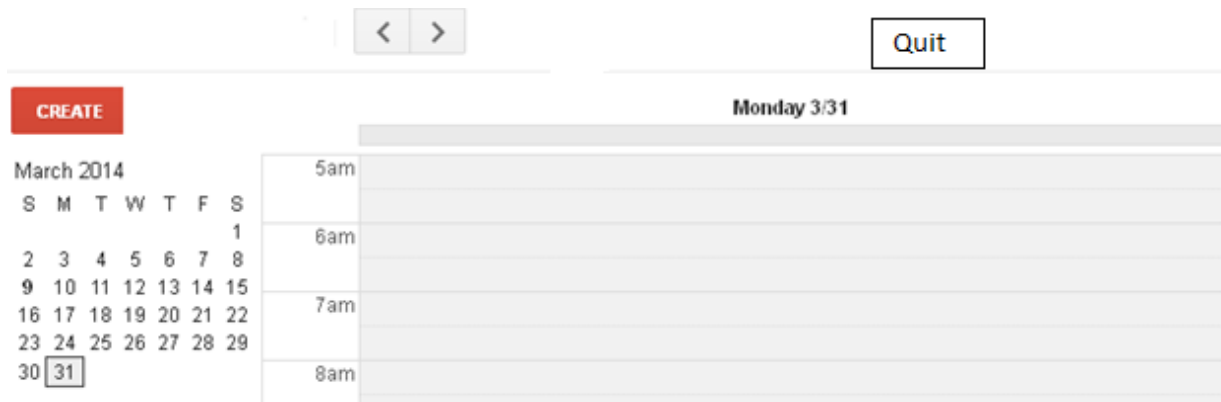 < >
Quit
CREATE
Monday 3/31
March 2014
S M T W T F S
1
2 3 4 5 6 7 8
9 10 11 12 13 14 15
16 17 18 19 20 21 22
23 24 25 26 27 28 29
30 31
5am
6am
7am
8am